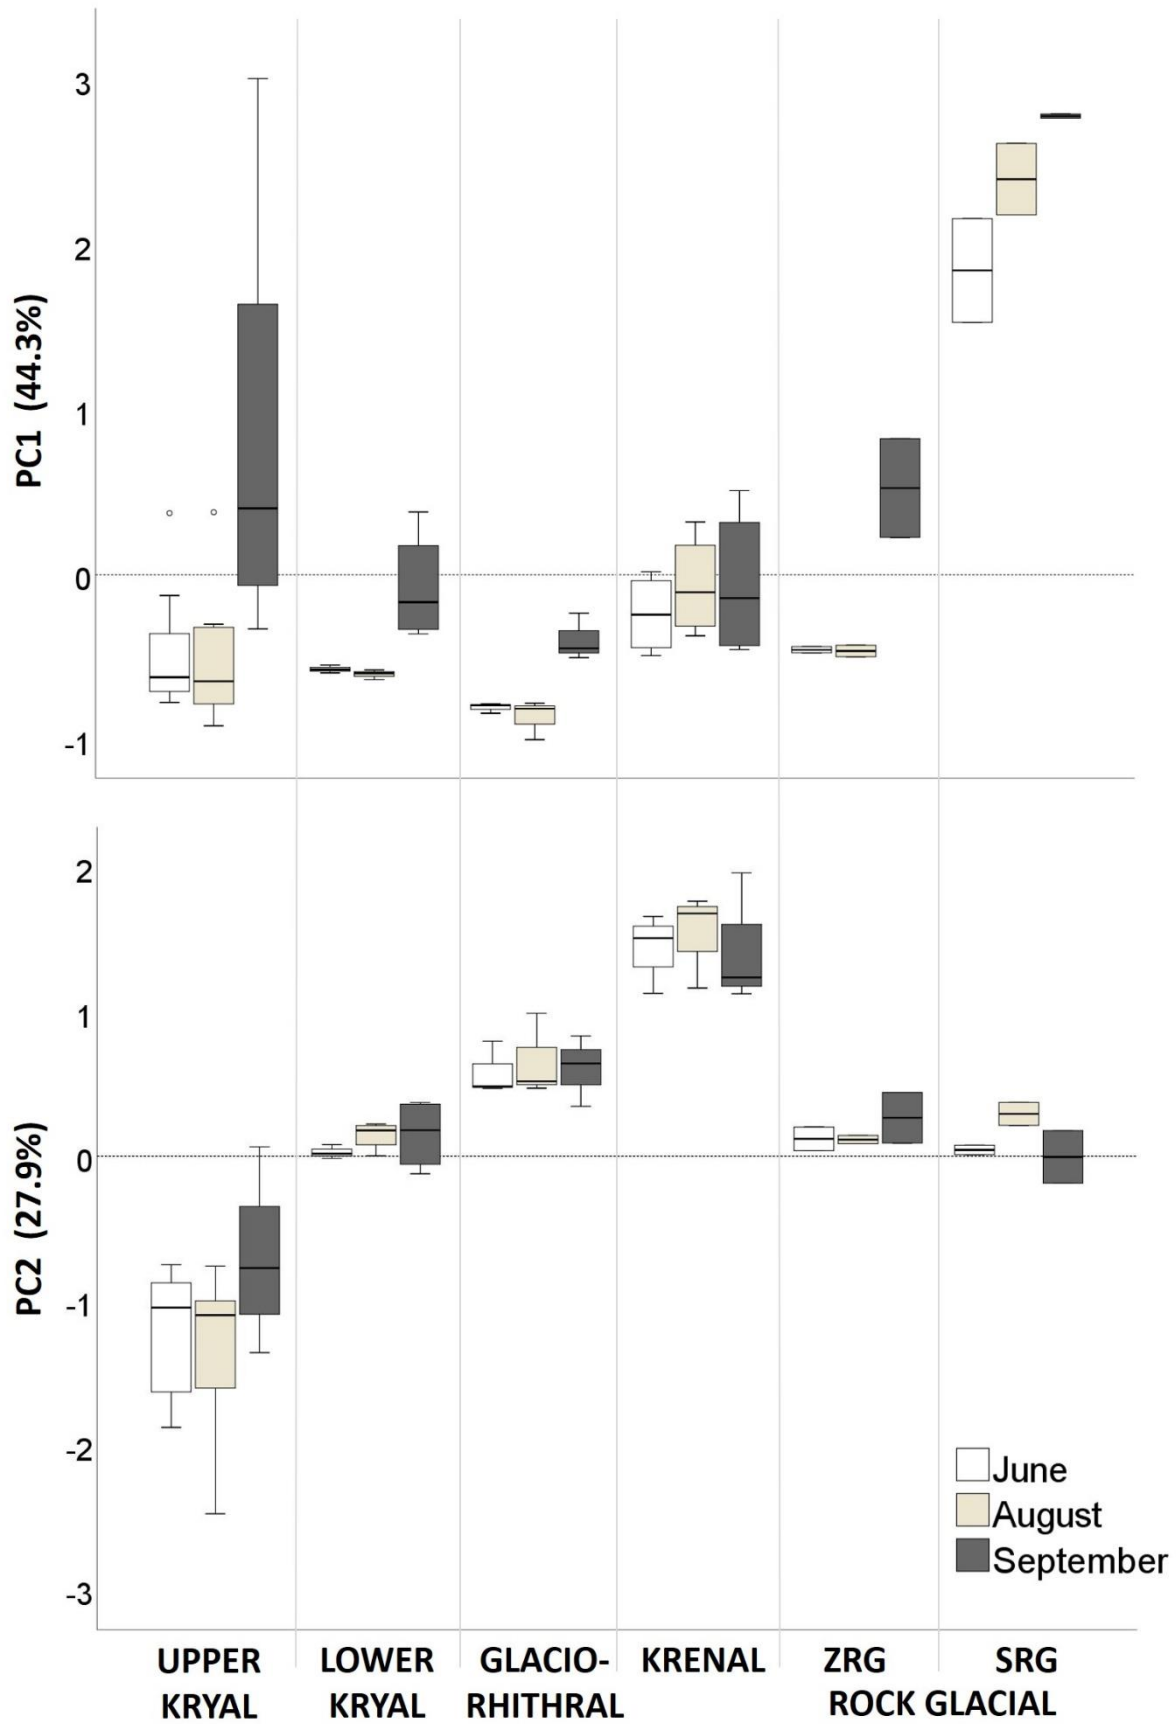 3
2
1
0
-1
PC1 (44.3%)
2
1
0
-1
-2
-3
PC2 (27.9%)
June
August
September
UPPER KRYAL
LOWER KRYAL
GLACIO-RHITHRAL
KRENAL
ZRG
SRG
ROCK GLACIAL